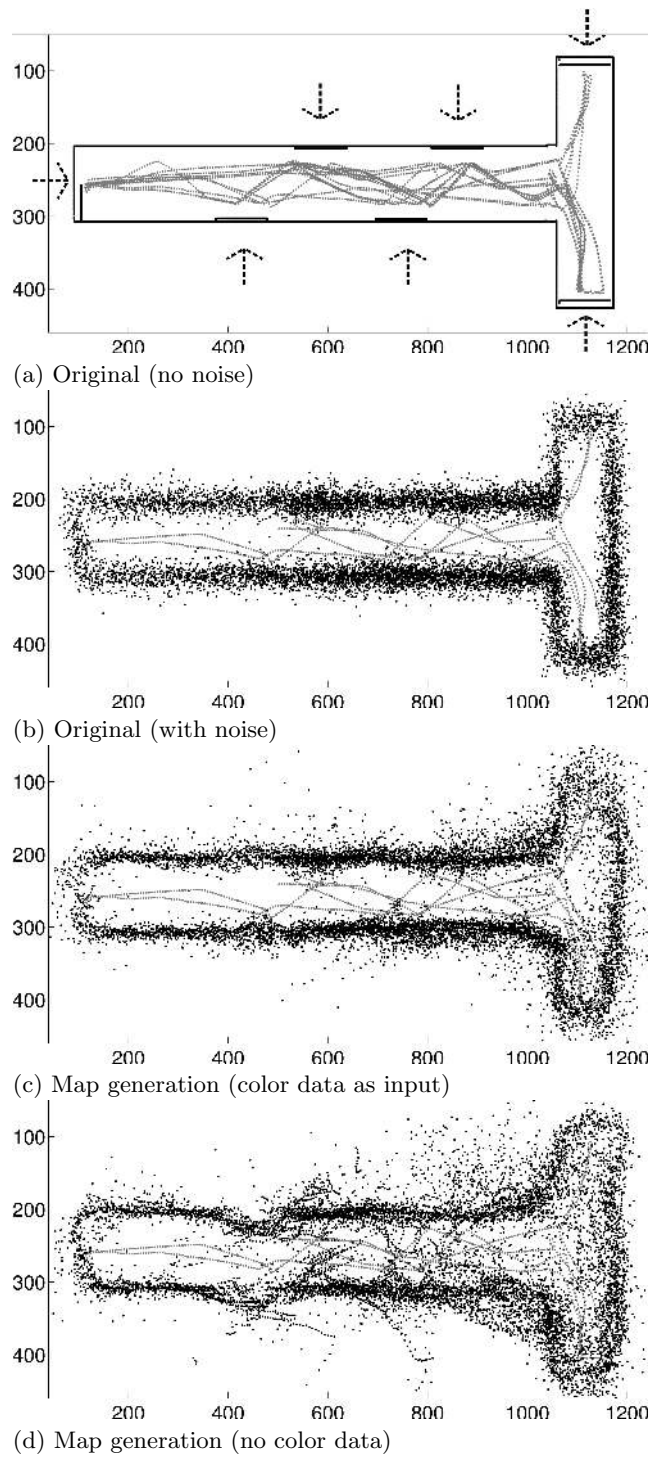 100
200
300
400
200 400 600 800 1000 1200
(a) Original (no noise)
100
200
300
400
200 400 600 800 1000 1200
(b) Original (with noise)
100
200
300
400
200 400 600 800 1000 1200
(c) Map generation (color data as input)
100
200
300
400
200 400 600 800 1000 1200
(d) Map generation (no color data)